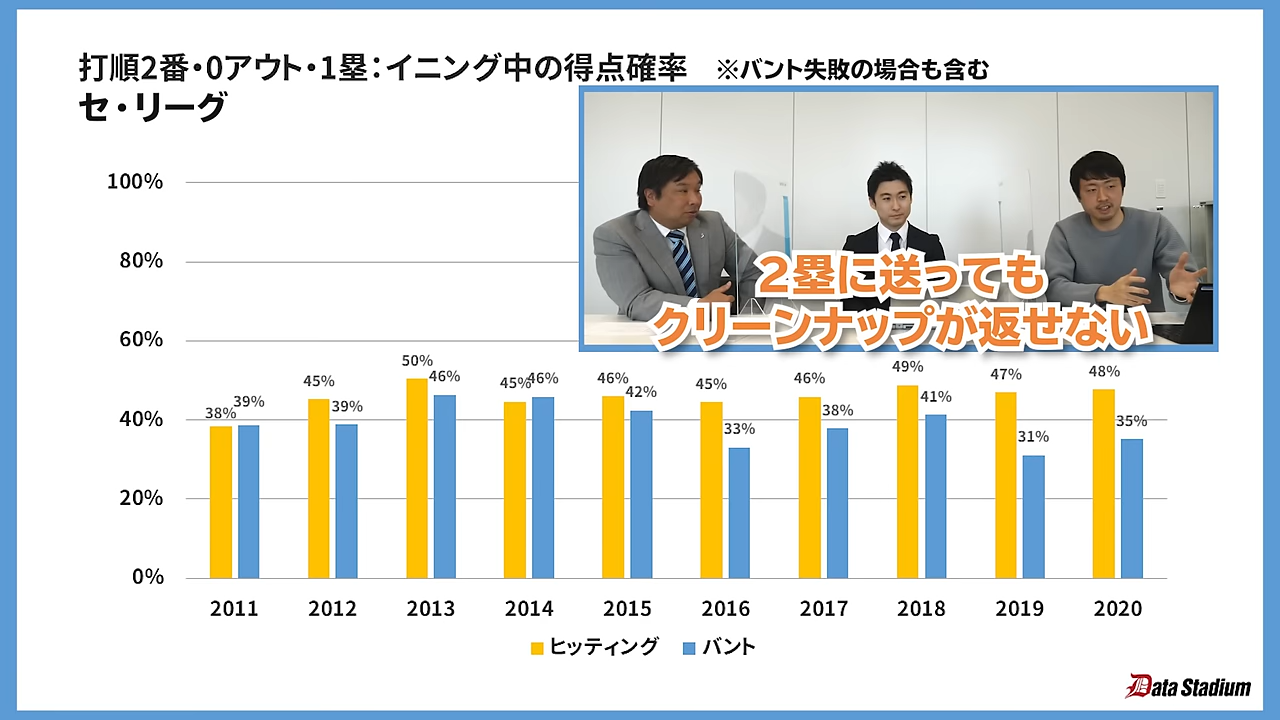 打順2番・0アウト・1塁：イニング中の得点確率 ※バント失敗の場合も含む
セ・リーグ
2塁に送っても
クリーンナップが返せない
100%
80%
60%
40%
20%
0%
38% 39%
45% 39%
50% 46%
45% 46%
46% 42%
45% 33%
46% 38%
49% 41%
47% 31%
48% 35%
2011 2012 2013 2014 2015 2016 2017 2018 2019 2020
ヒッティング バント
Data Stadium